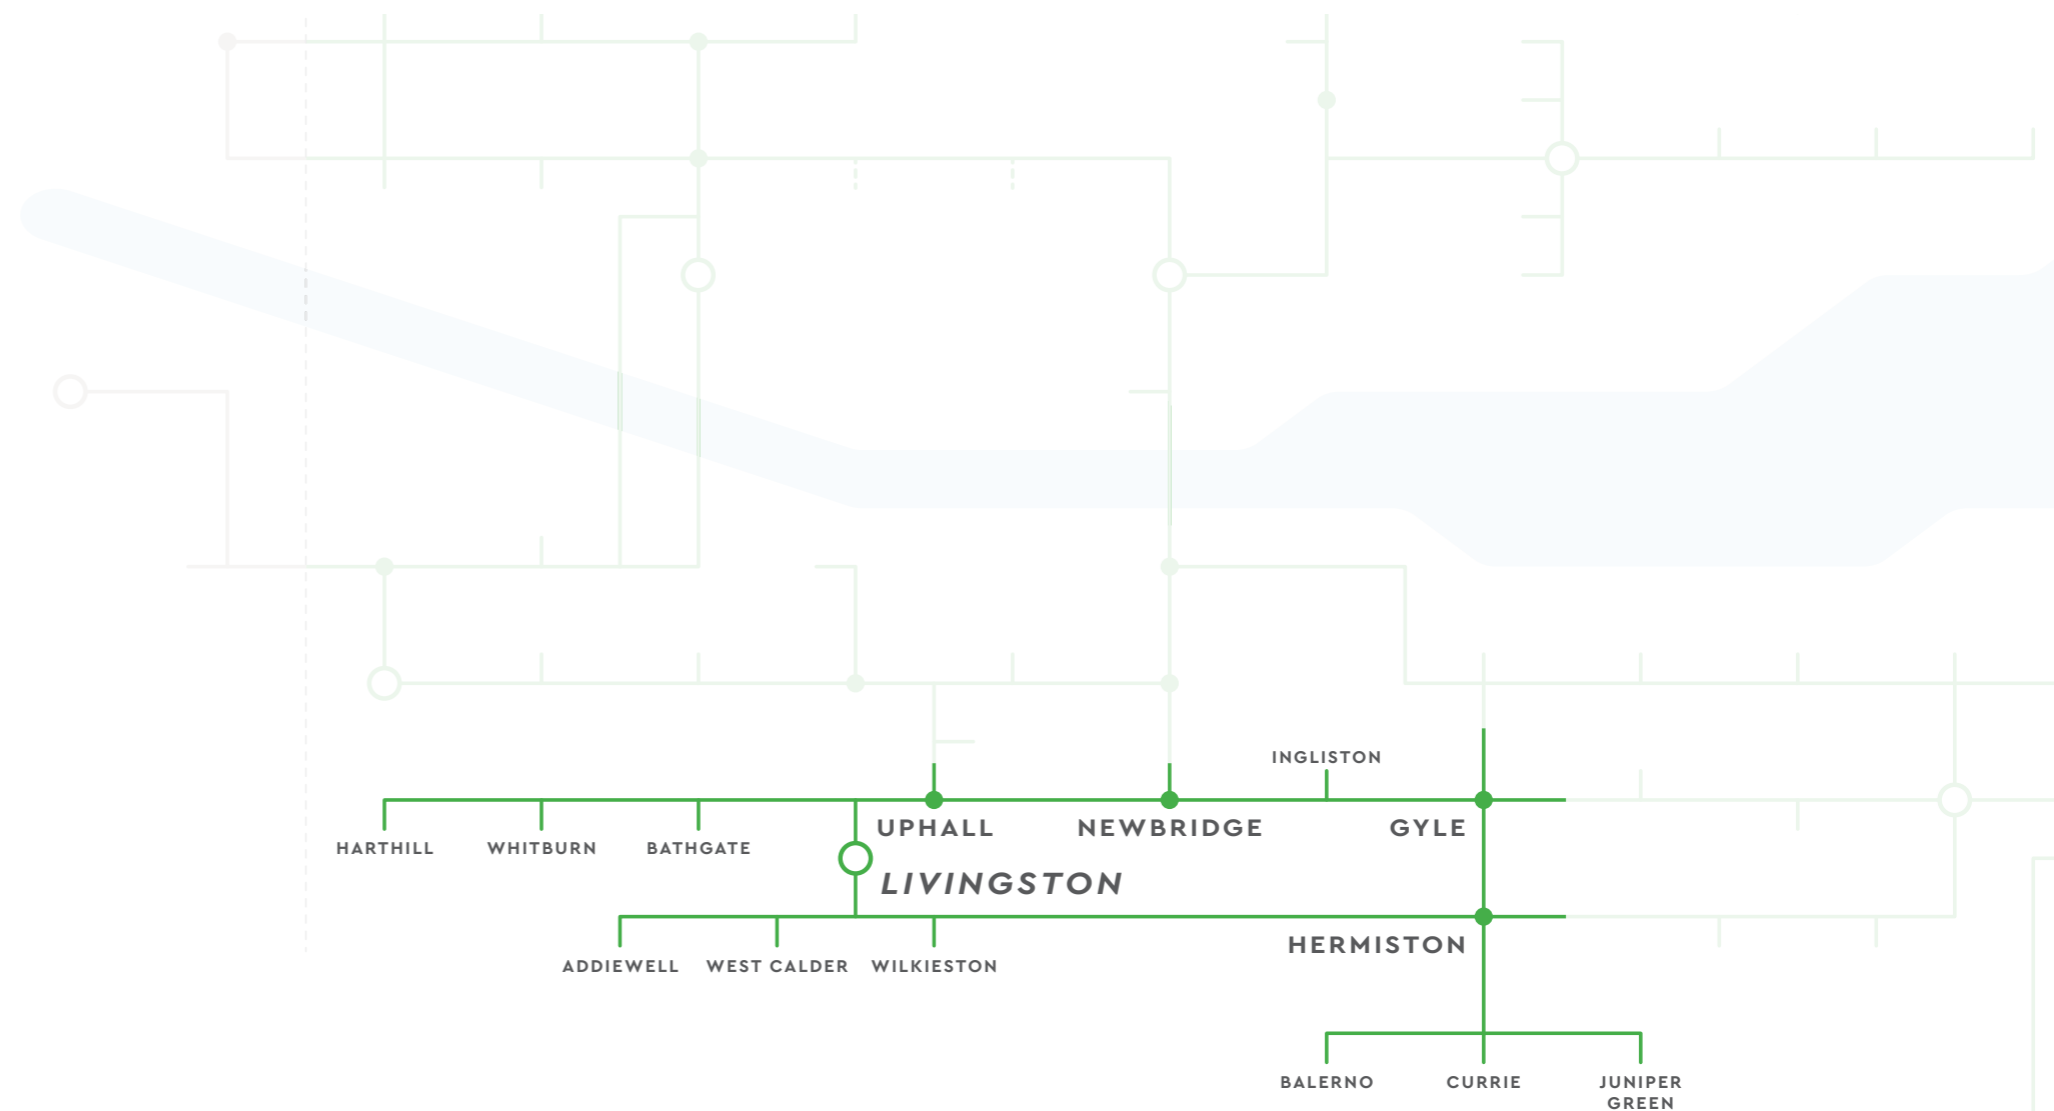 INGLISTON
UPHALL
NEWBRIDGE
GYLE
HARTHILL
WHITBURN
BATHGATE
LIVINGSTON
HERMISTON
ADDIEWELL
WEST CALDER
WILKIESTON
BALERNO
CURRIE
JUNIPER
GREEN